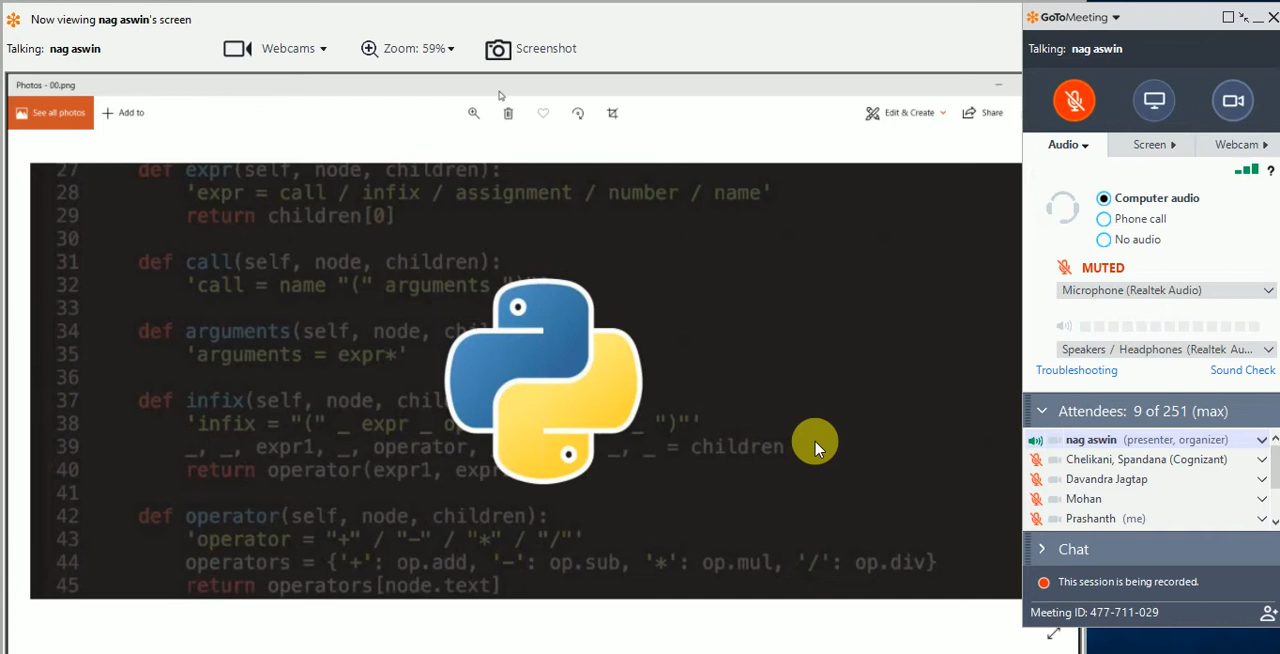 Now viewing nag aswin's screen
Talking: nag aswin
Webcams
Zoom: 59%
Screenshot
Photos - 00.png
See all photos
Add to
Edit & Create
Share
27 def expr(self, node, children):
28 'expr = call / infix / assignment / number / name'
29 return children[0]
30
31 def call(self, node, children):
32 'call = name "(" arguments
33
34 def arguments(self, node,
35 'arguments = expr*'
36
37 def infix(self, node,
38 'infix = "(" _ expr _ _ ")"'
39 _, _, expr1, _, operator, _, _ = children
40 return operator(expr1,
41
42 def operator(self, node, children):
43 'operator = "+" / "-" / "*" / "/"'
44 operators = {'+': op.add, '-': op.sub, '*': op.mul, '/': op.div}
45 return operators[node.text]
GoToMeeting
Talking: nag aswin
Audio
Screen
Webcam
?
Computer audio
Phone call
No audio
MUTED
Microphone (Realtek Audio)
Speakers / Headphones (Realtek Au...
Troubleshooting
Sound Check
Attendees: 9 of 251 (max)
nag aswin (presenter, organizer)
Chelikani, Spandana (Cognizant)
Davandra Jagtap
Mohan
Prashanth (me)
Chat
This session is being recorded.
Meeting ID: 477-711-029